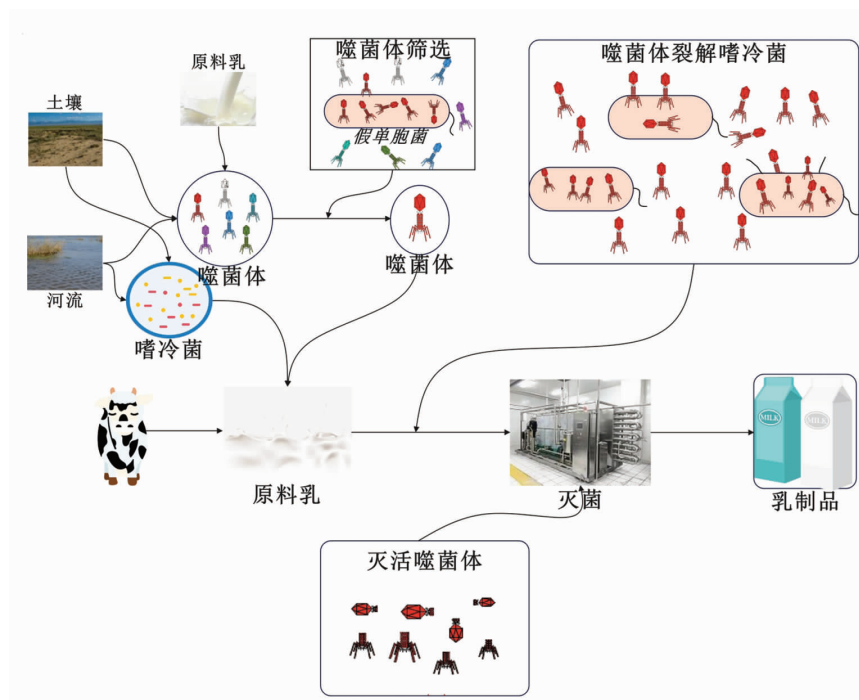 原料乳
噬菌体筛选
噬菌体裂解嗜冷菌
土壤
假单胞菌
噬菌体
噬菌体
河流
嗜冷菌
原料乳
灭菌
MILK
MILK
乳制品
灭活噬菌体